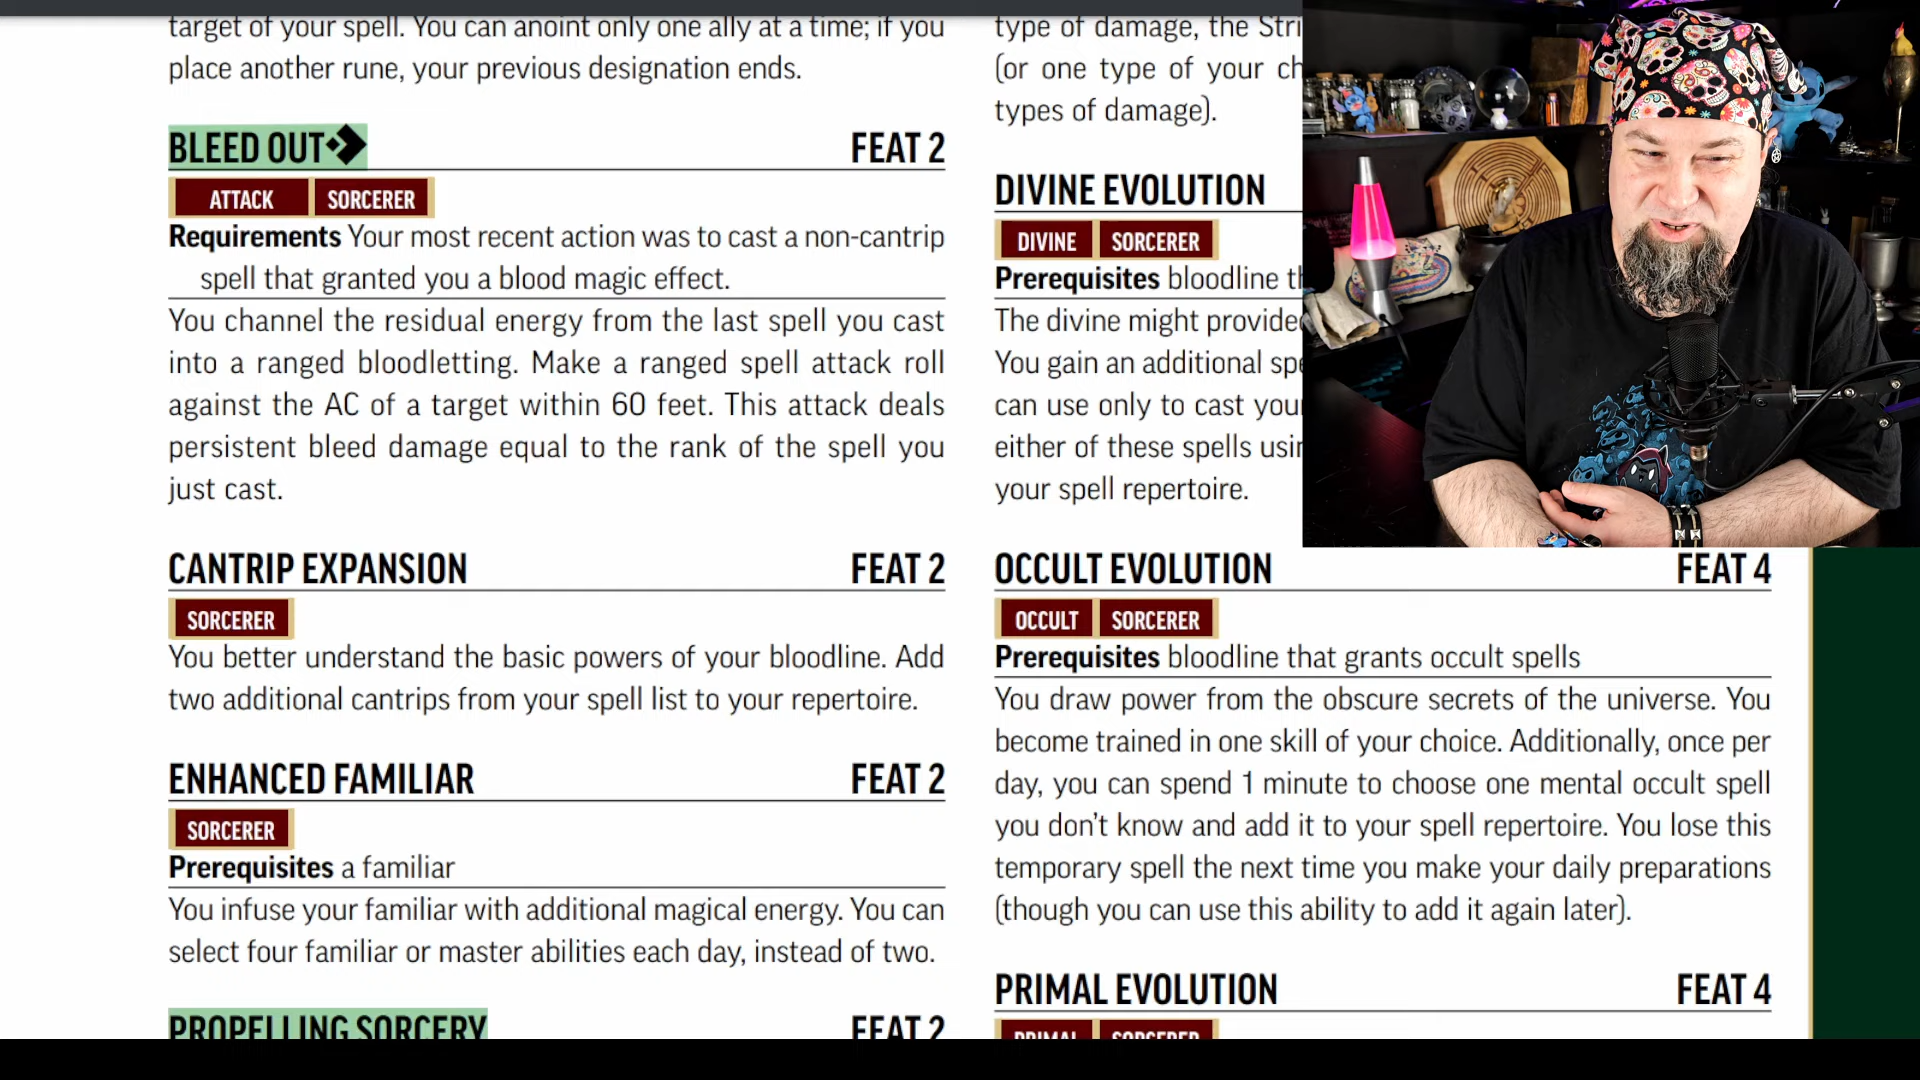 target of your spell. You can anoint only one ally at a time; if you
place another rune, your previous designation ends.
BLEED OUT FEAT 2
ATTACK SORCERER
Requirements Your most recent action was to cast a non-cantrip
spell that granted you a blood magic effect.
You channel the residual energy from the last spell you cast
into a ranged bloodletting. Make a ranged spell attack roll
against the AC of a target within 60 feet. This attack deals
persistent bleed damage equal to the rank of the spell you
just cast.
CANTRIP EXPANSION FEAT 2
SORCERER
You better understand the basic powers of your bloodline. Add
two additional cantrips from your spell list to your repertoire.
ENHANCED FAMILIAR FEAT 2
SORCERER
Prerequisites a familiar
You infuse your familiar with additional magical energy. You can
select four familiar or master abilities each day, instead of two.
PROPELLING SORCERY FEAT 2
type of damage, the Stri
(or one type of your ch
types of damage).
DIVINE EVOLUTION
DIVINE SORCERER
Prerequisites bloodline th
The divine might provide
You gain an additional spe
can use only to cast your
either of these spells usin
your spell repertoire.
OCCULT EVOLUTION FEAT 4
OCCULT SORCERER
Prerequisites bloodline that grants occult spells
You draw power from the obscure secrets of the universe. You
become trained in one skill of your choice. Additionally, once per
day, you can spend 1 minute to choose one mental occult spell
you don't know and add it to your spell repertoire. You lose this
temporary spell the next time you make your daily preparations
(though you can use this ability to add it again later).
PRIMAL EVOLUTION FEAT 4
PRIMAL SORCERER